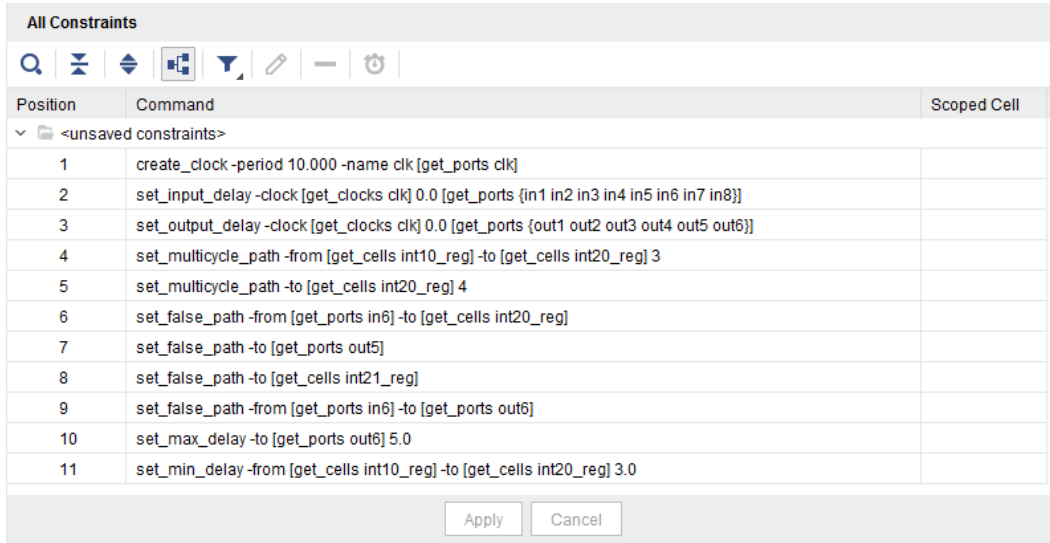 All Constraints
Position Command Scoped Cell
<unsaved constraints>
1 create_clock -period 10.000 -name clk [get_ports clk]
2 set_input_delay -clock [get_clocks clk] 0.0 [get_ports {in1 in2 in3 in4 in5 in6 in7 in8}]
3 set_output_delay -clock [get_clocks clk] 0.0 [get_ports {out1 out2 out3 out4 out5 out6}]
4 set_multicycle_path -from [get_cells int10_reg] -to [get_cells int20_reg] 3
5 set_multicycle_path -to [get_cells int20_reg] 4
6 set_false_path -from [get_ports in6] -to [get_cells int20_reg]
7 set_false_path -to [get_ports out5]
8 set_false_path -to [get_cells int21_reg]
9 set_false_path -from [get_ports in6] -to [get_ports out6]
10 set_max_delay -to [get_ports out6] 5.0
11 set_min_delay -from [get_cells int10_reg] -to [get_cells int20_reg] 3.0
Apply Cancel